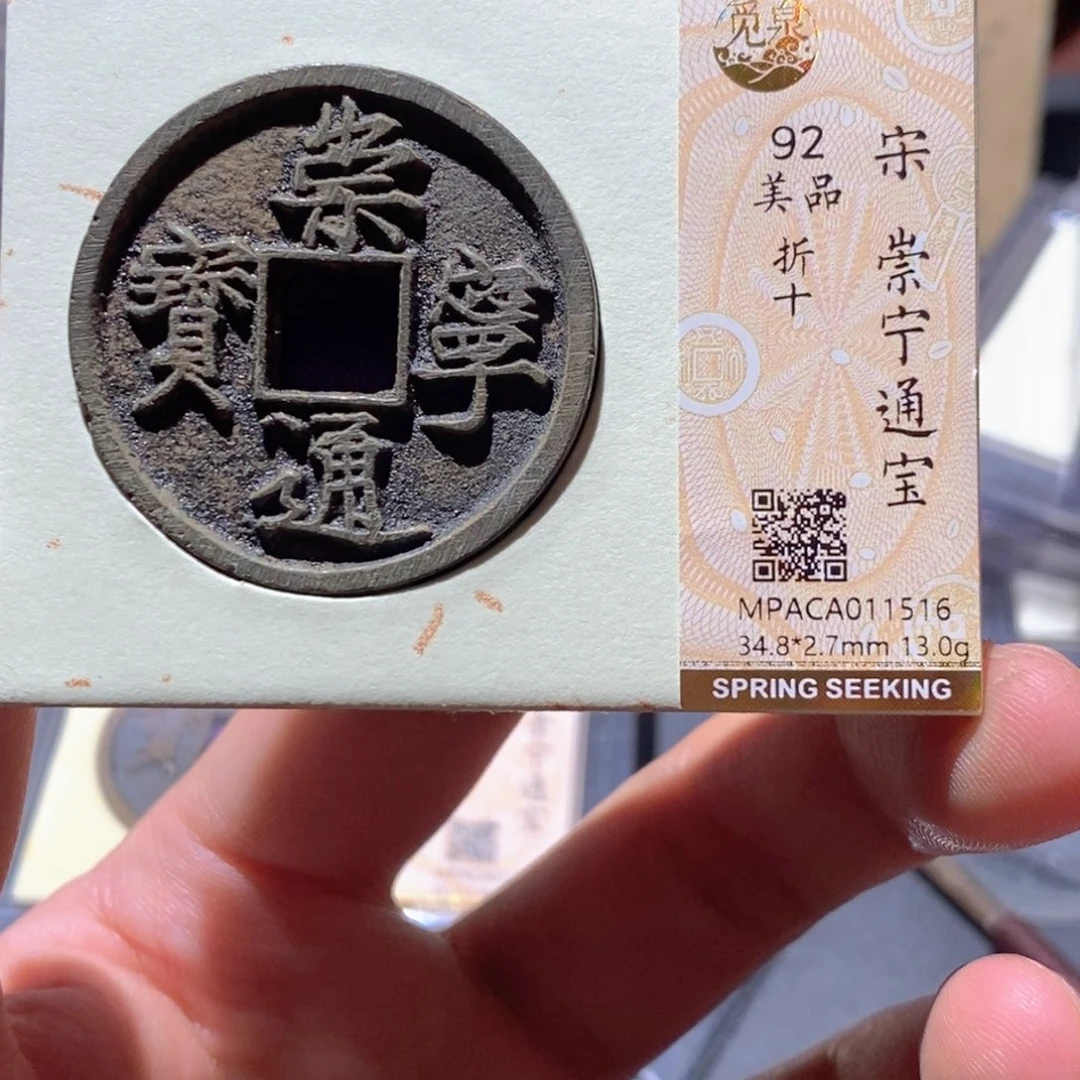 崇
寧
通
寳
觅泉
92
美品
折十
宋 崇宁通宝
MPACA011516
34.8*2.7mm 13.0g
SPRING SEEKING